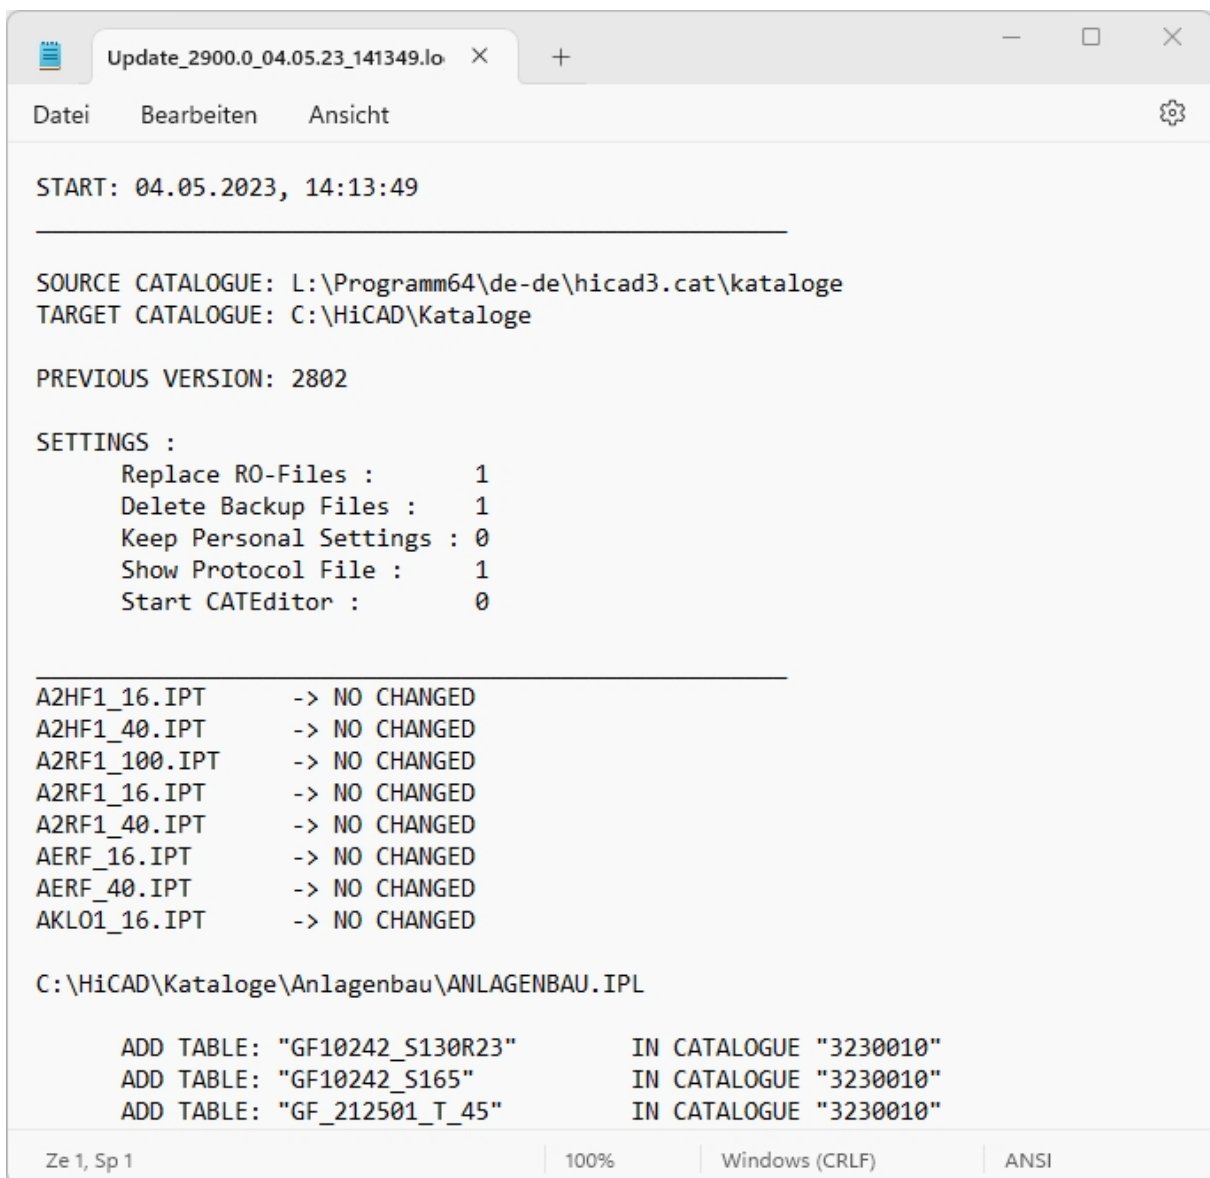 Update_2900.0_04.05.23_141349.lo
Datei Bearbeiten Ansicht
START: 04.05.2023, 14:13:49
SOURCE CATALOGUE: L:\Programm64\de-de\hicad3.cat\kataloge
TARGET CATALOGUE: C:\HiCAD\Kataloge
PREVIOUS VERSION: 2802
SETTINGS :
Replace RO-Files : 1
Delete Backup Files : 1
Keep Personal Settings : 0
Show Protocol File : 1
Start CATEditor : 0
A2HF1_16.IPT -> NO CHANGED
A2HF1_40.IPT -> NO CHANGED
A2RF1_100.IPT -> NO CHANGED
A2RF1_16.IPT -> NO CHANGED
A2RF1_40.IPT -> NO CHANGED
AERF_16.IPT -> NO CHANGED
AERF_40.IPT -> NO CHANGED
AKLO1_16.IPT -> NO CHANGED
C:\HiCAD\Kataloge\Anlagenbau\ANLAGENBAU.IPL
ADD TABLE: "GF10242_S130R23" IN CATALOGUE "3230010"
ADD TABLE: "GF10242_S165" IN CATALOGUE "3230010"
ADD TABLE: "GF_212501_T_45" IN CATALOGUE "3230010"
Ze 1, Sp 1 100% Windows (CRLF) ANSI